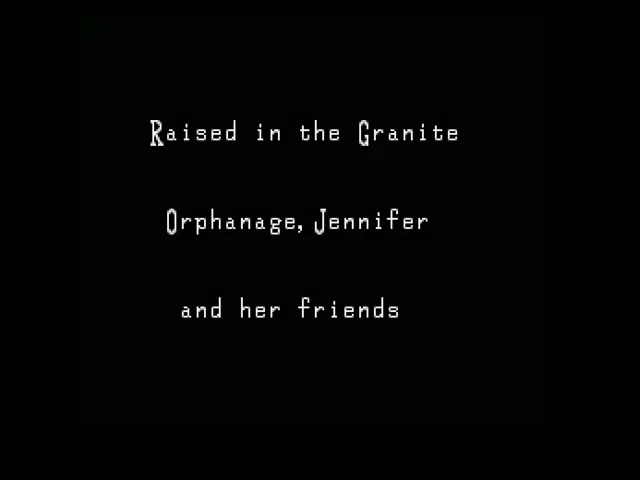 Raised in the Granite
Orphanage, Jennifer
and her friends